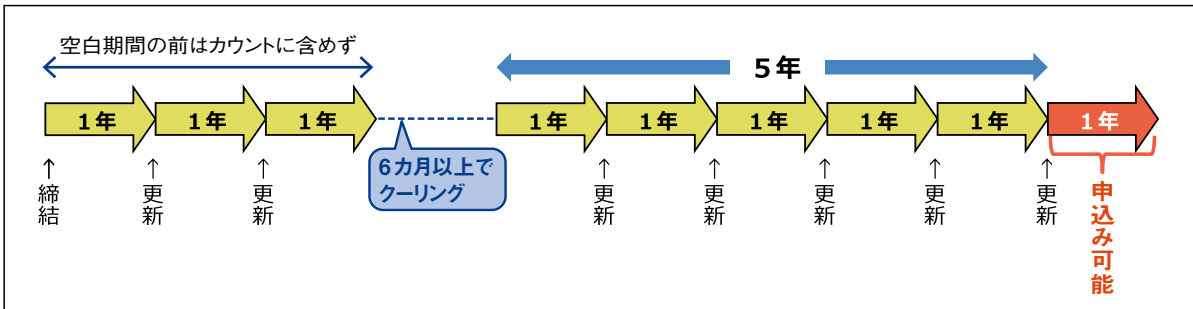 空白期間の前はカウントに含めず
5年
1年
1年
1年
1年
1年
1年
1年
1年
1年
6カ月以上で
クーリング
↑
締結
↑
更新
↑
更新
↑
更新
↑
更新
↑
更新
↑
更新
↑
更新
申込み可能